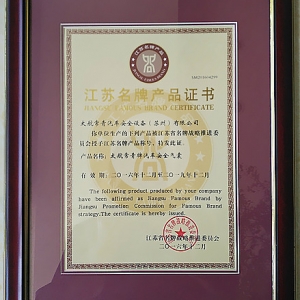 江苏名牌产品证书
JIANGSU FAMOUS BRAND CERTIFICATE
太航常青汽车安全设备（苏州）有限公司
你单位生产的下列产品被江苏省名牌战略推进委
员会授予江苏名牌产品称号，特发此证。
产品名称：太航常青牌汽车安全气囊
有效期：二〇一六年十二月至二〇一九年十二月
The following product produced by your company
have been affirmed as Jiangsu Famous Brand by
Jiangsu Promotion Commission for Famous Brand
strategy.The certificate is hereby issued.
江苏省名牌战略推进委员会
二〇一六年十二月